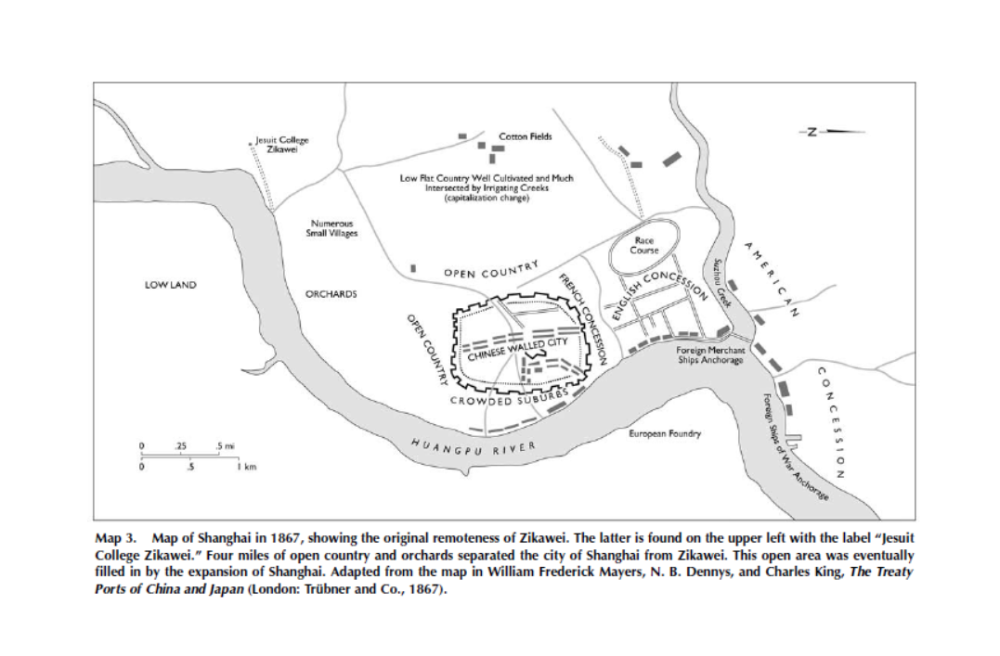 Jesuit College
Zikawei
Cotton Fields
Z
Low Flat Country Well Cultivated and Much
Intersected by Irrigating Creeks
(capitalization change)
Numerous
Small Villages
Race
Course
LOW LAND
ORCHARDS
OPEN COUNTRY
FRENCH CONCESSION
ENGLISH CONCESSION
Suzhou Creek
AMERICAN
CONCESSION
OPEN COUNTRY
CHINESE WALLED CITY
Foreign Merchant
Ships Anchorage
CROWDED SUBURBS
HUANGPU RIVER
European Foundry
Foreign Ships of War Anchorage
0 .25 .5 mi
0 .5 1 km
Map 3. Map of Shanghai in 1867, showing the original remoteness of Zikawei. The latter is found on the upper left with the label “Jesuit
College Zikawei.” Four miles of open country and orchards separated the city of Shanghai from Zikawei. This open area was eventually
filled in by the expansion of Shanghai. Adapted from the map in William Frederick Mayers, N. B. Dennys, and Charles King, The Treaty
Ports of China and Japan (London: Trübner and Co., 1867).